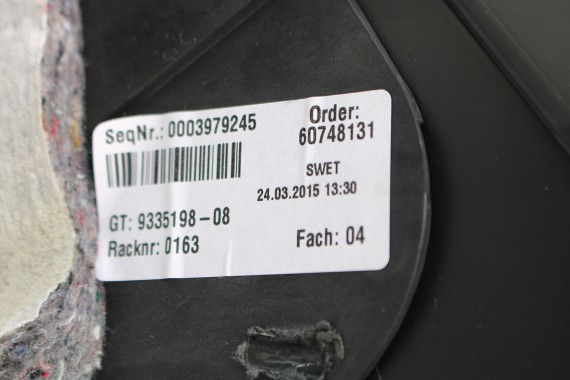 SeqNr.: 0003979245
Order:
60748131
SWET
24.03.2015 13:30
GT: 9335198-08
Racknr: 0163
Fach: 04